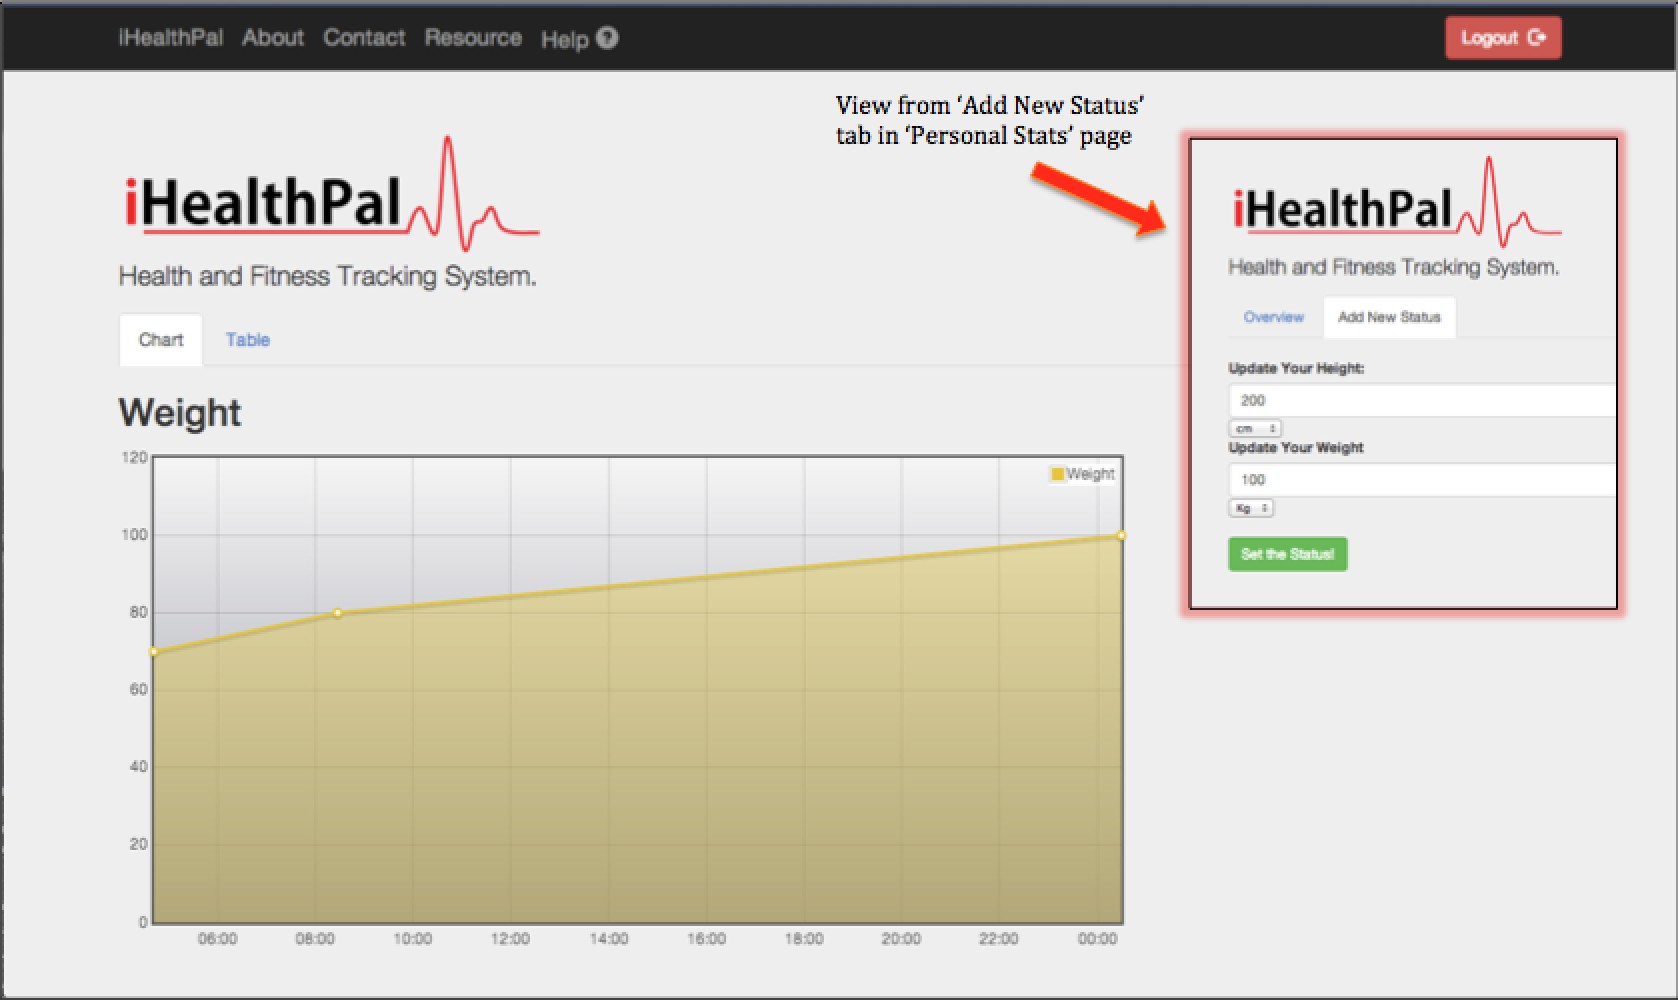 iHealthPal About Contact Resource Help ?
Logout
View from ‘Add New Status’
tab in ‘Personal Stats’ page
iHealthPal
Health and Fitness Tracking System.
Chart Table
Weight
120
100
80
60
40
20
0
Weight
06:00 08:00 10:00 12:00 14:00 16:00 18:00 20:00 22:00 00:00
iHealthPal
Health and Fitness Tracking System.
Overview Add New Status
Update Your Height:
200
cm
Update Your Weight
100
Kg
Set the Status!